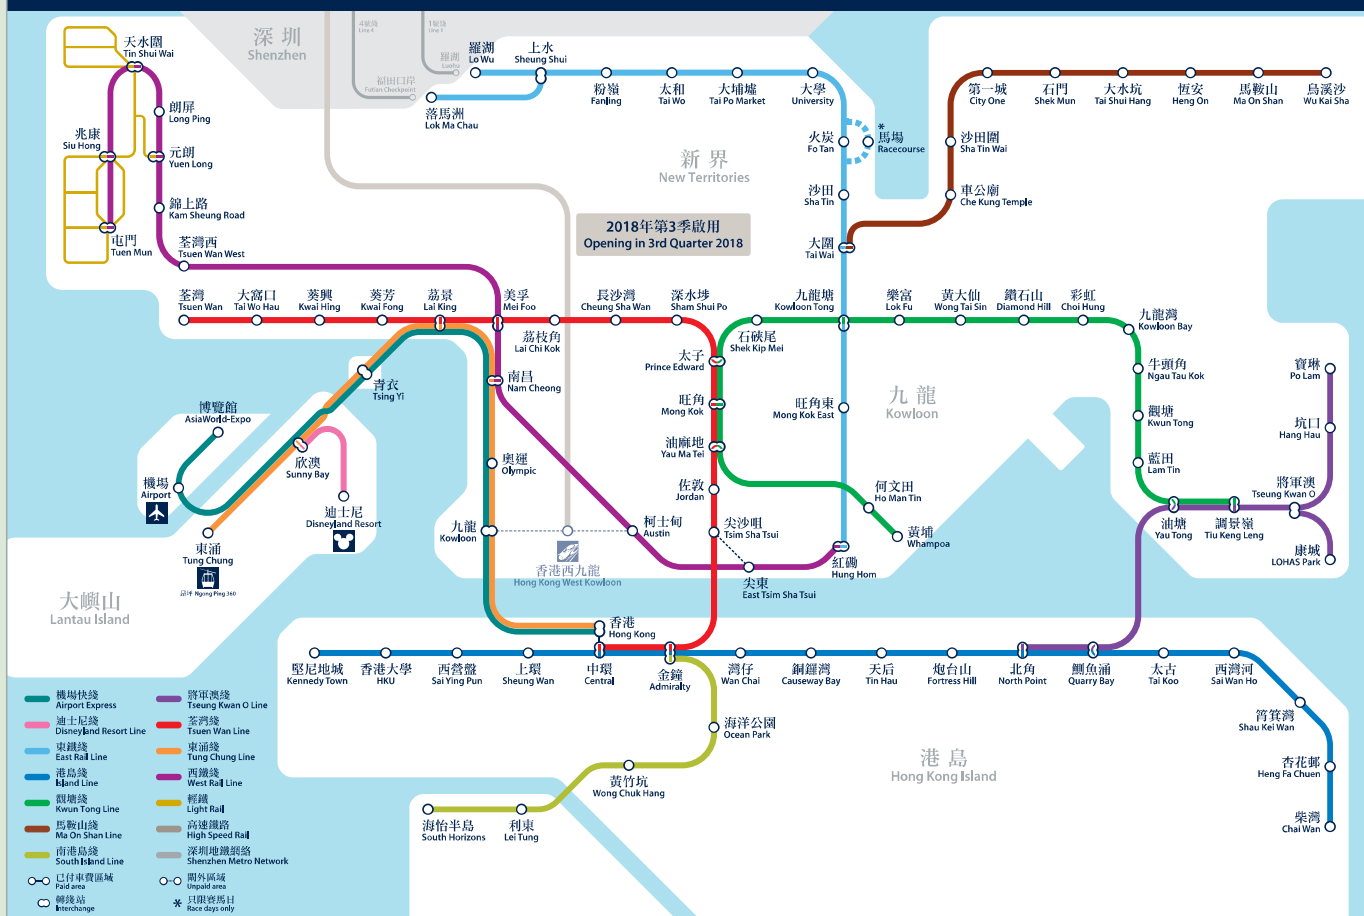 深圳
Shenzhen
4號綫
Line 4
1號綫
Line 1
羅湖
Luohu
福田口岸
Futian Checkpoint
天水圍
Tin Shui Wai
朗屏
Long Ping
兆康
Siu Hong
元朗
Yuen Long
錦上路
Kam Sheung Road
屯門
Tuen Mun
荃灣西
Tsuen Wan West
羅湖
Lo Wu
上水
Sheung Shui
落馬洲
Lok Ma Chau
粉嶺
Fanling
太和
Tai Wo
大埔墟
Tai Po Market
大學
University
火炭
Fo Tan
*
馬場
Racecourse
沙田
Sha Tin
大圍
Tai Wai
第一城
City One
石門
Shek Mun
大水坑
Tai Shui Hang
恆安
Heng On
馬鞍山
Ma On Shan
烏溪沙
Wu Kai Sha
沙田圍
Sha Tin Wai
車公廟
Che Kung Temple
新界
New Territories
2018年第3季啟用
Opening in 3rd Quarter 2018
荃灣
Tsuen Wan
大窩口
Tai Wo Hau
葵興
Kwai Hing
葵芳
Kwai Fong
荔景
Lai King
美孚
Mei Foo
荔枝角
Lai Chi Kok
長沙灣
Cheung Sha Wan
深水埗
Sham Shui Po
石硤尾
Shek Kip Mei
九龍塘
Kowloon Tong
樂富
Lok Fu
黃大仙
Wong Tai Sin
鑽石山
Diamond Hill
彩虹
Choi Hung
九龍灣
Kowloon Bay
牛頭角
Ngau Tau Kok
觀塘
Kwun Tong
藍田
Lam Tin
油塘
Yau Tong
調景嶺
Tiu Keng Leng
將軍澳
Tseung Kwan O
坑口
Hang Hau
寶琳
Po Lam
康城
LOHAS Park
太子
Prince Edward
旺角
Mong Kok
油麻地
Yau Ma Tei
佐敦
Jordan
尖沙咀
Tsim Sha Tsui
尖東
East Tsim Sha Tsui
旺角東
Mong Kok East
何文田
Ho Man Tin
黃埔
Whampoa
紅磡
Hung Hom
九龍
Kowloon
青衣
Tsing Yi
南昌
Nam Cheong
奧運
Olympic
九龍
Kowloon
柯士甸
Austin
香港西九龍
Hong Kong West Kowloon
博覽館
AsiaWorld-Expo
機場
Airport
欣澳
Sunny Bay
迪士尼
Disneyland Resort
東涌
Tung Chung
昂坪 Ngong Ping 360
大嶼山
Lantau Island
香港
Hong Kong
堅尼地城
Kennedy Town
香港大學
HKU
西營盤
Sai Ying Pun
上環
Sheung Wan
中環
Central
金鐘
Admiralty
灣仔
Wan Chai
銅鑼灣
Causeway Bay
天后
Tin Hau
炮台山
Fortress Hill
北角
North Point
鰂魚涌
Quarry Bay
太古
Tai Koo
西灣河
Sai Wan Ho
筲箕灣
Shau Kei Wan
杏花邨
Heng Fa Chuen
柴灣
Chai Wan
海洋公園
Ocean Park
黃竹坑
Wong Chuk Hang
利東
Lei Tung
海怡半島
South Horizons
港島
Hong Kong Island
機場快綫
Airport Express
迪士尼綫
Disneyland Resort Line
東鐵綫
East Rail Line
港島綫
Island Line
觀塘綫
Kwun Tong Line
馬鞍山綫
Ma On Shan Line
南港島綫
South Island Line
已付車費區域
Paid area
轉綫站
Interchange
將軍澳綫
Tseung Kwan O Line
荃灣綫
Tsuen Wan Line
東涌綫
Tung Chung Line
西鐵綫
West Rail Line
輕鐵
Light Rail
高速鐵路
High Speed Rail
深圳地鐵網絡
Shenzhen Metro Network
閘外區域
Unpaid area
* 只限賽馬日
Race days only